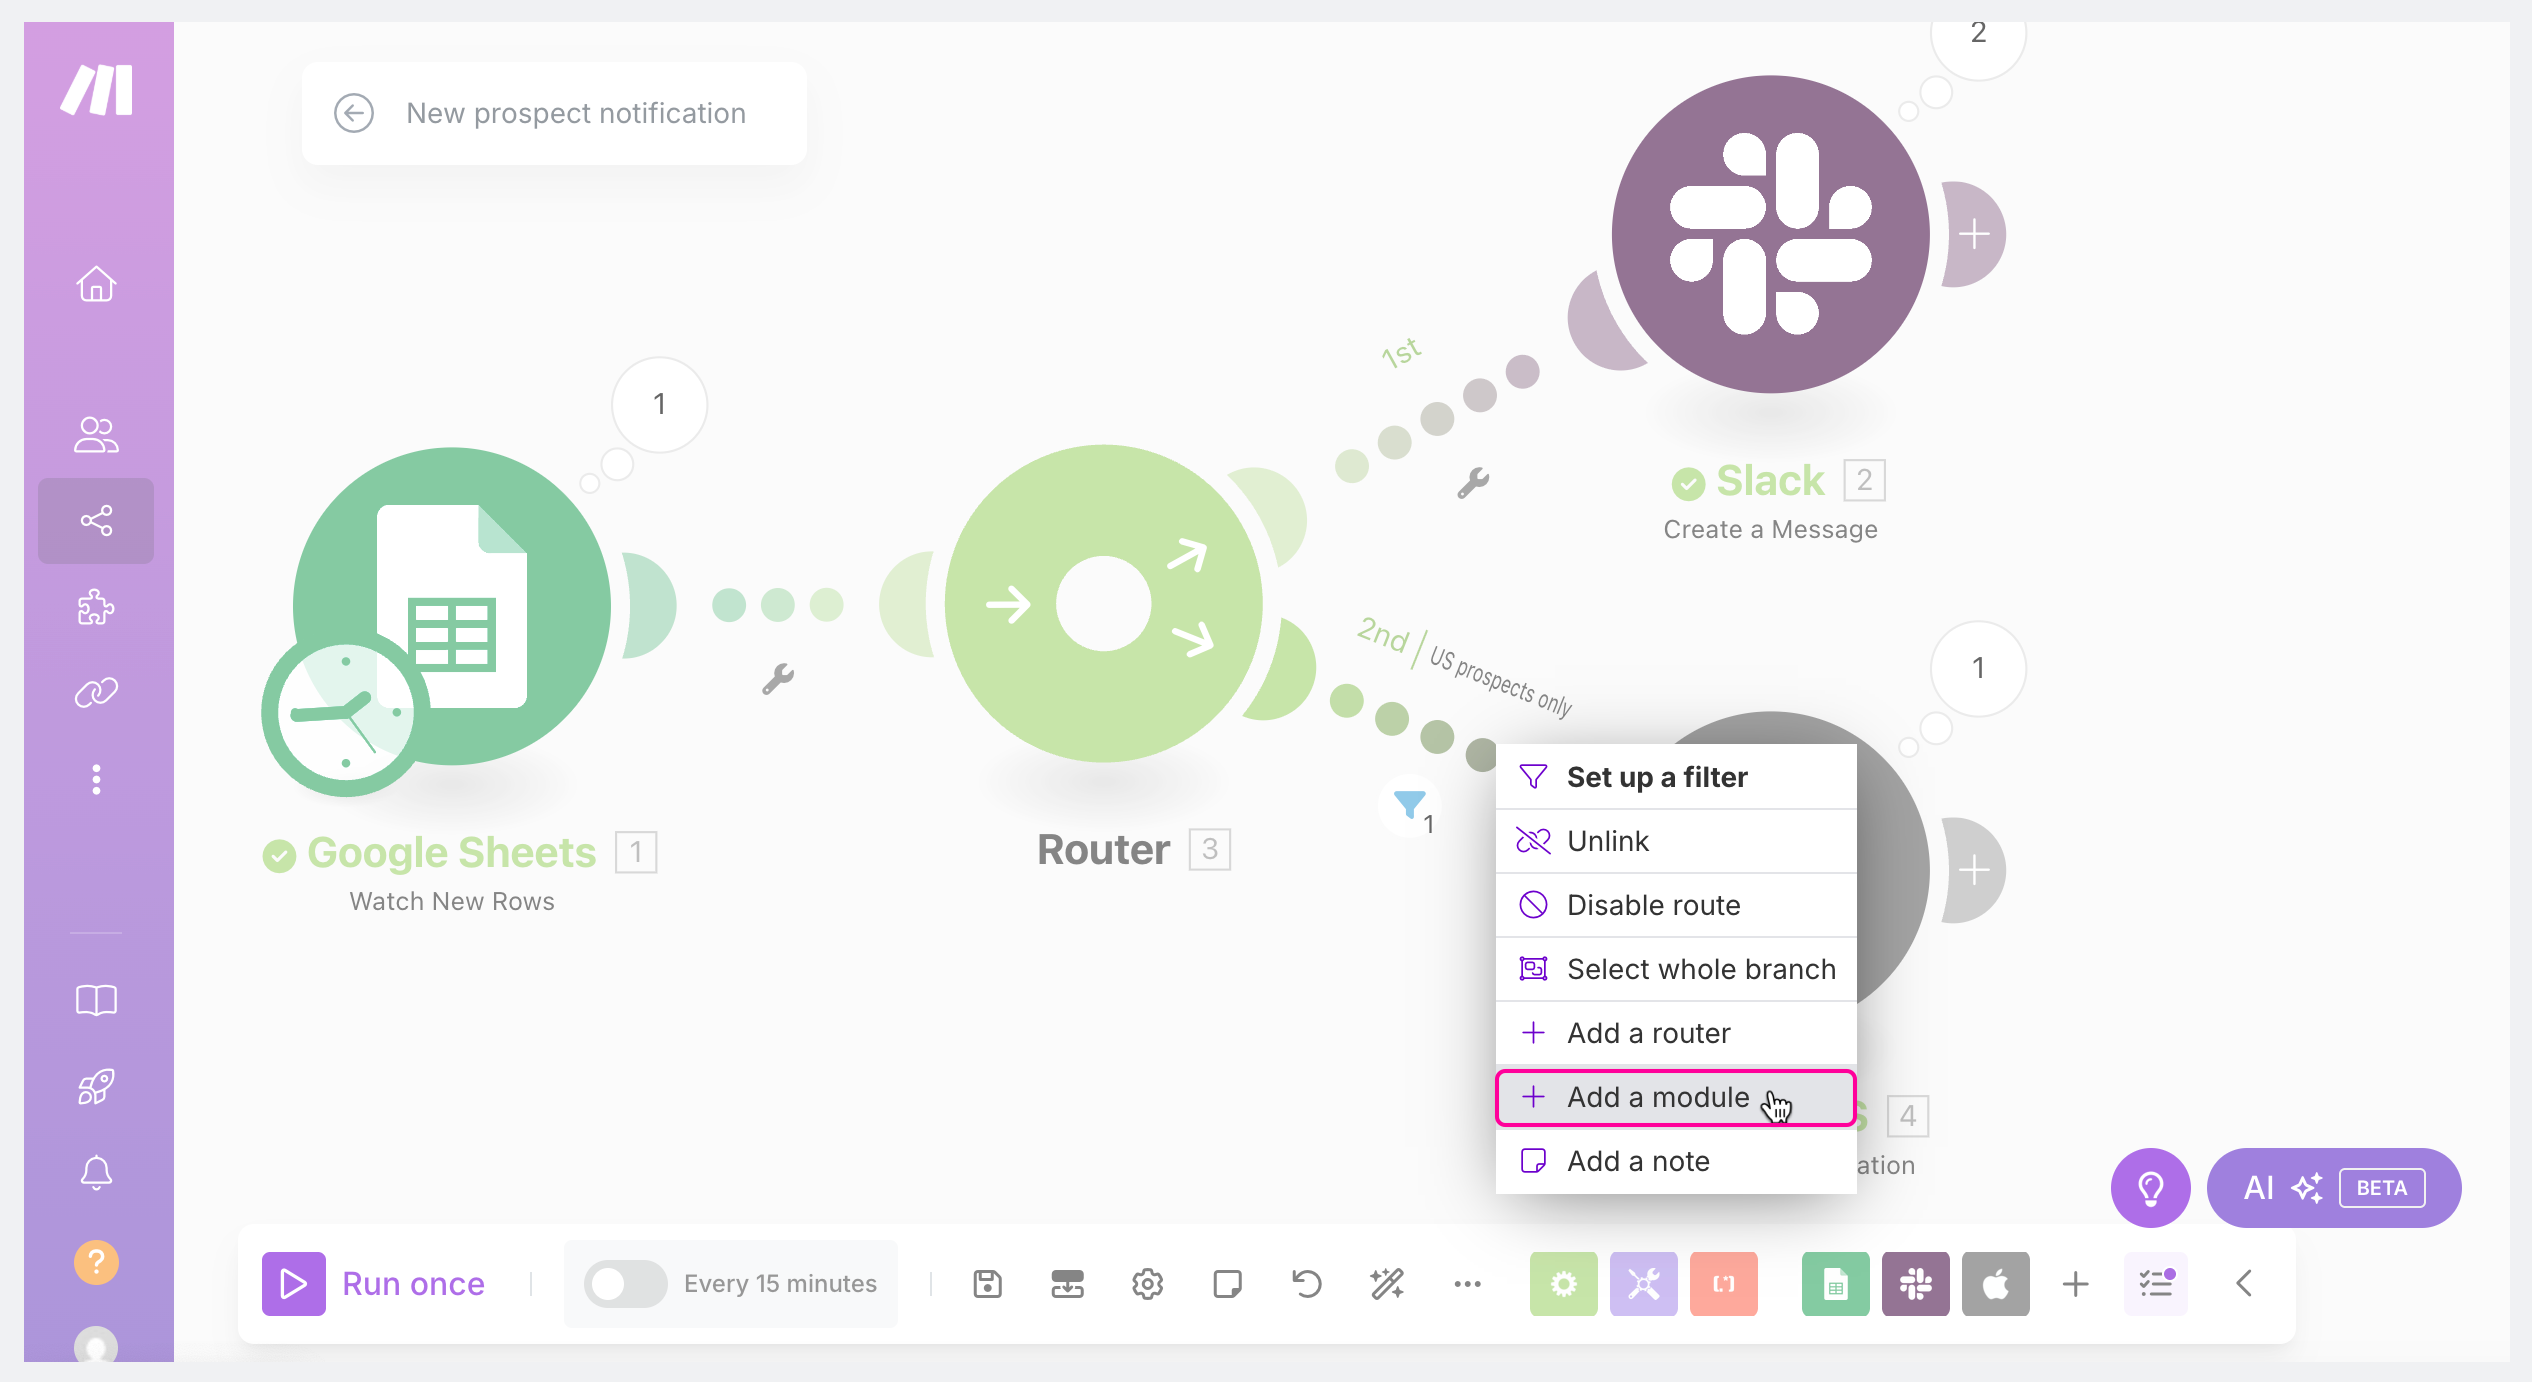 New prospect notification
2
1st
1
Slack 2
Create a Message
2nd US prospects only
1
1
Google Sheets 1
Watch New Rows
Router 3
Set up a filter
Unlink
Disable route
Select whole branch
Add a router
Add a module
Add a note
s 4
ation
AI BETA
?
Run once
Every 15 minutes